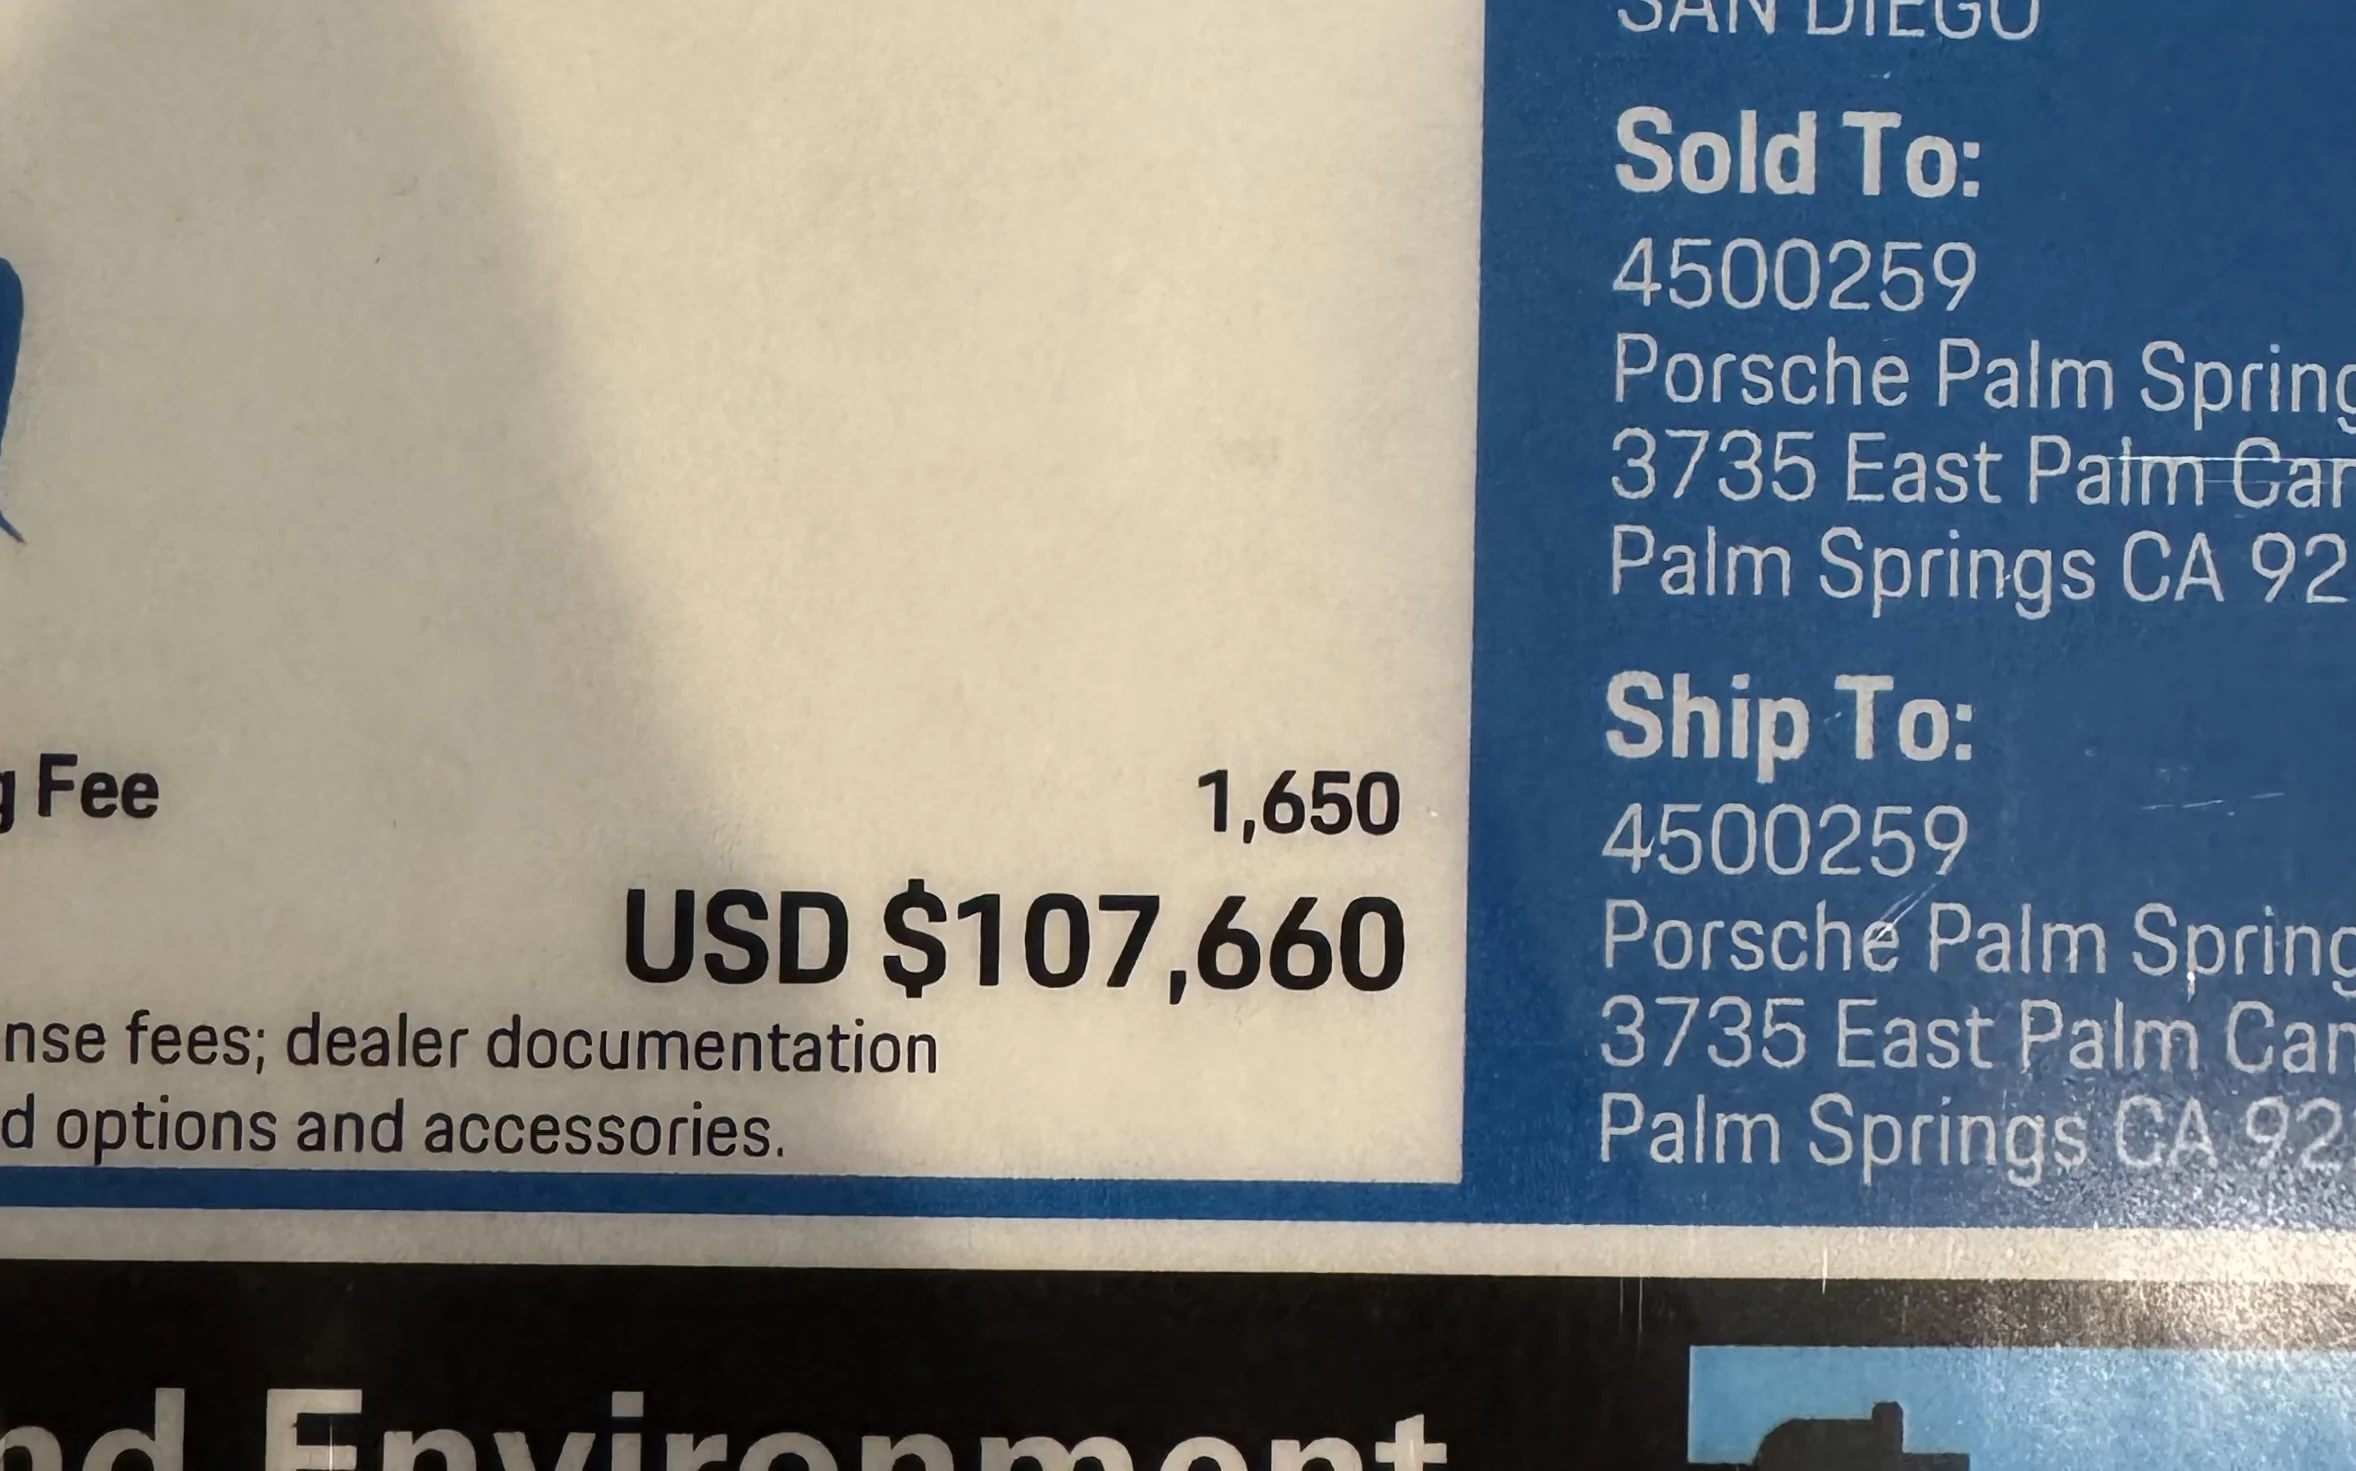 g Fee 1,650
USD $107,660
nse fees; dealer documentation
d options and accessories.
SAN DIEGO
Sold To:
4500259
Porsche Palm Spring
3735 East Palm Can
Palm Springs CA 92
Ship To:
4500259
Porsche Palm Spring
3735 East Palm Can
Palm Springs CA 92
nd Environment